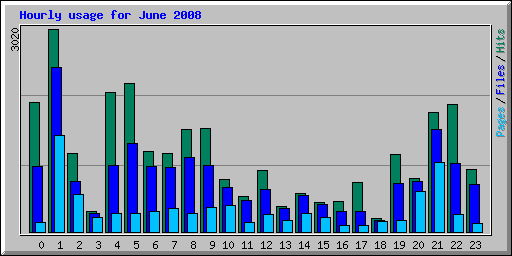 Hourly usage for June 2008
3020
Pages / Files / Hits
0 1 2 3 4 5 6 7 8 9 10 11 12 13 14 15 16 17 18 19 20 21 22 23